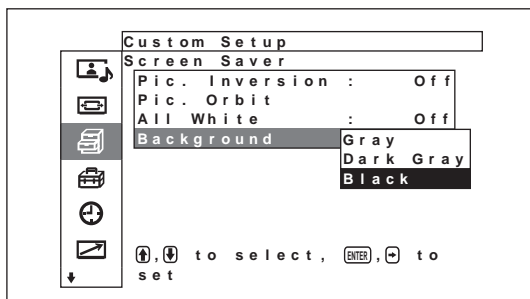 Custom Setup
Screen Saver
Pic. Inversion : Off
Pic. Orbit
All White : Off
Background
Gray
Dark Gray
Black
, to select, ENTER, to
set